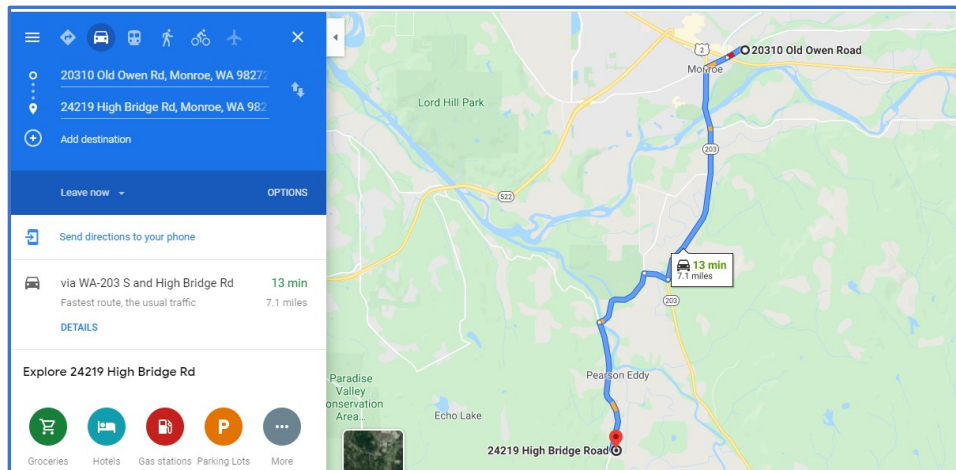 20310 Old Owen Rd, Monroe, WA 98272
24219 High Bridge Rd, Monroe, WA 982
Add destination
Leave now
OPTIONS
Send directions to your phone
via WA-203 S and High Bridge Rd
13 min
Fastest route, the usual traffic
7.1 miles
DETAILS
Explore 24219 High Bridge Rd
P
Groceries
Hotels
Gas stations
Parking Lots
More
2
20310 Old Owen Road
Monroe
Lord Hill Park
203
522
13 min
7.1 miles
203
Pearson Eddy
Paradise
Valley
onservation
Area...
Echo Lake
24219 High Bridge Road